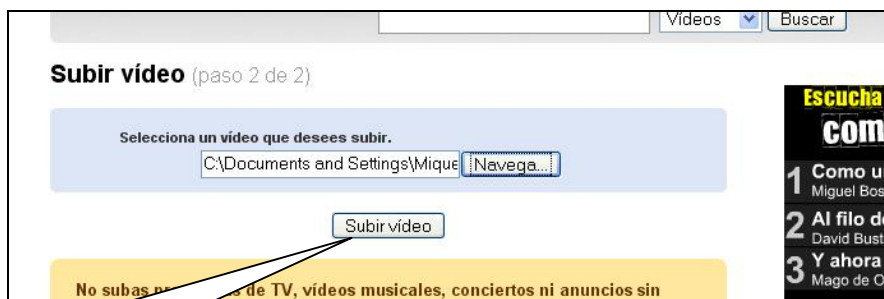 Vídeos Buscar
Subir vídeo (paso 2 de 2)
Selecciona un vídeo que desees subir.
C:\Documents and Settings\Mique Navega...
Subir vídeo
No subas de TV, vídeos musicales, conciertos ni anuncios sin
Escucha
com
1 Como u
Miguel Bos
2 Al filo de
David Bust
3 Y ahora
Mago de O